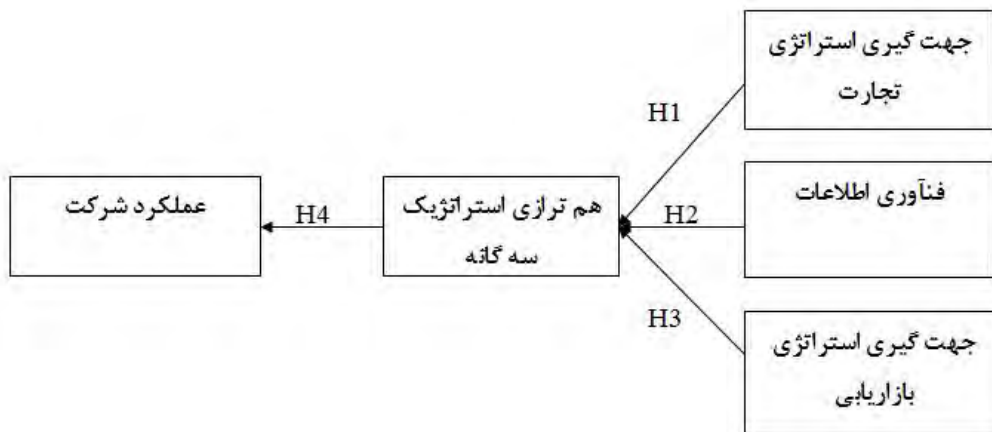 جهت گیری استراتژی
تجارت
H1
فنآوری اطلاعات
H2
هم ترازی استراتژیک
سه گانه
H4
عملکرد شرکت
H3
جهت گیری استراتژی
بازاریابی